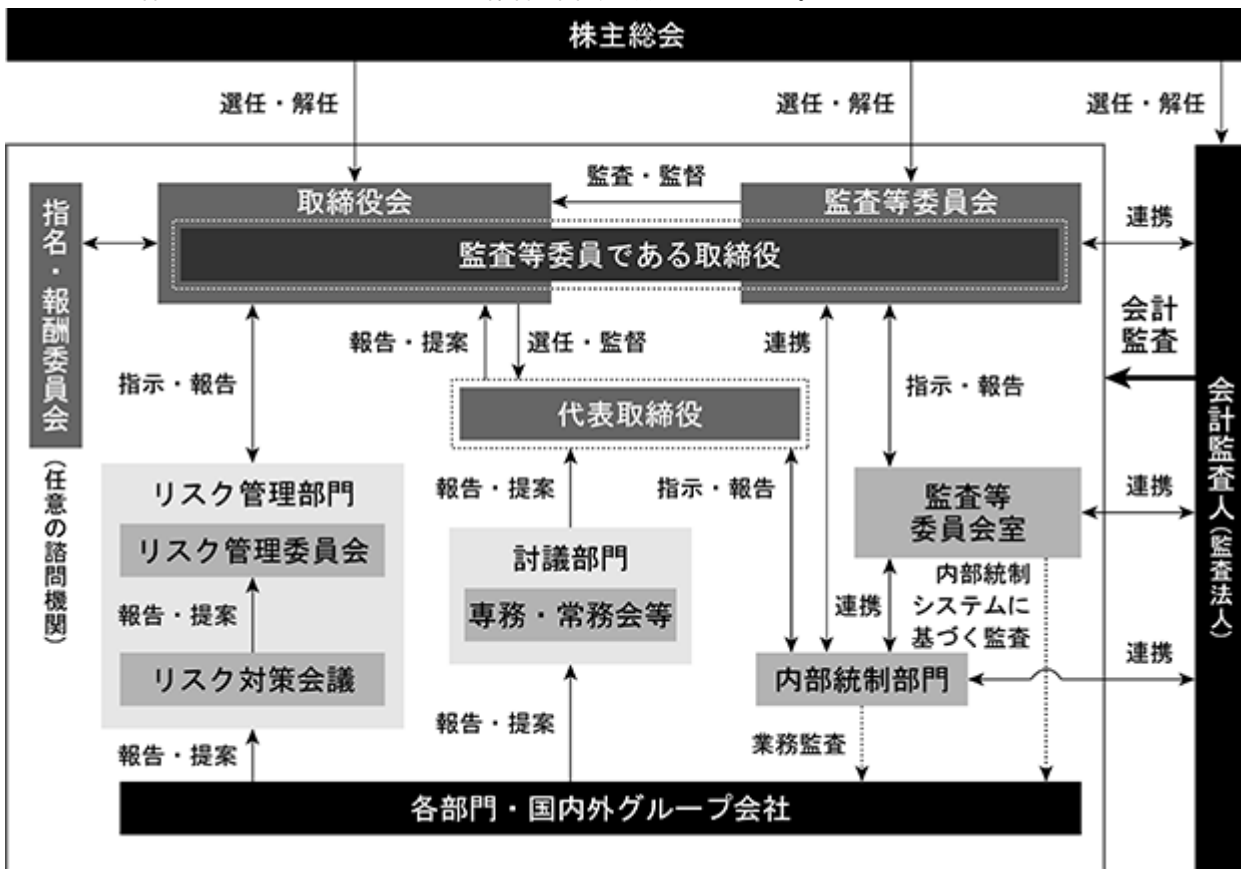 株主総会
選任・解任
選任・解任
選任・解任
取締役会
監査・監督
監査等委員会
監査等委員である取締役
連携
指名・報酬委員会
(任意の諮問機関)
報告・提案
選任・監督
連携
会計
監査
指示・報告
指示・報告
代表取締役
会計監査人(監査法人)
リスク管理部門
リスク管理委員会
報告・提案
リスク対策会議
報告・提案
討議部門
専務・常務会等
指示・報告
監査等
委員会室
連携
連携
内部統制
システムに
基づく監査
内部統制部門
連携
報告・提案
報告・提案
業務監査
各部門・国内外グループ会社